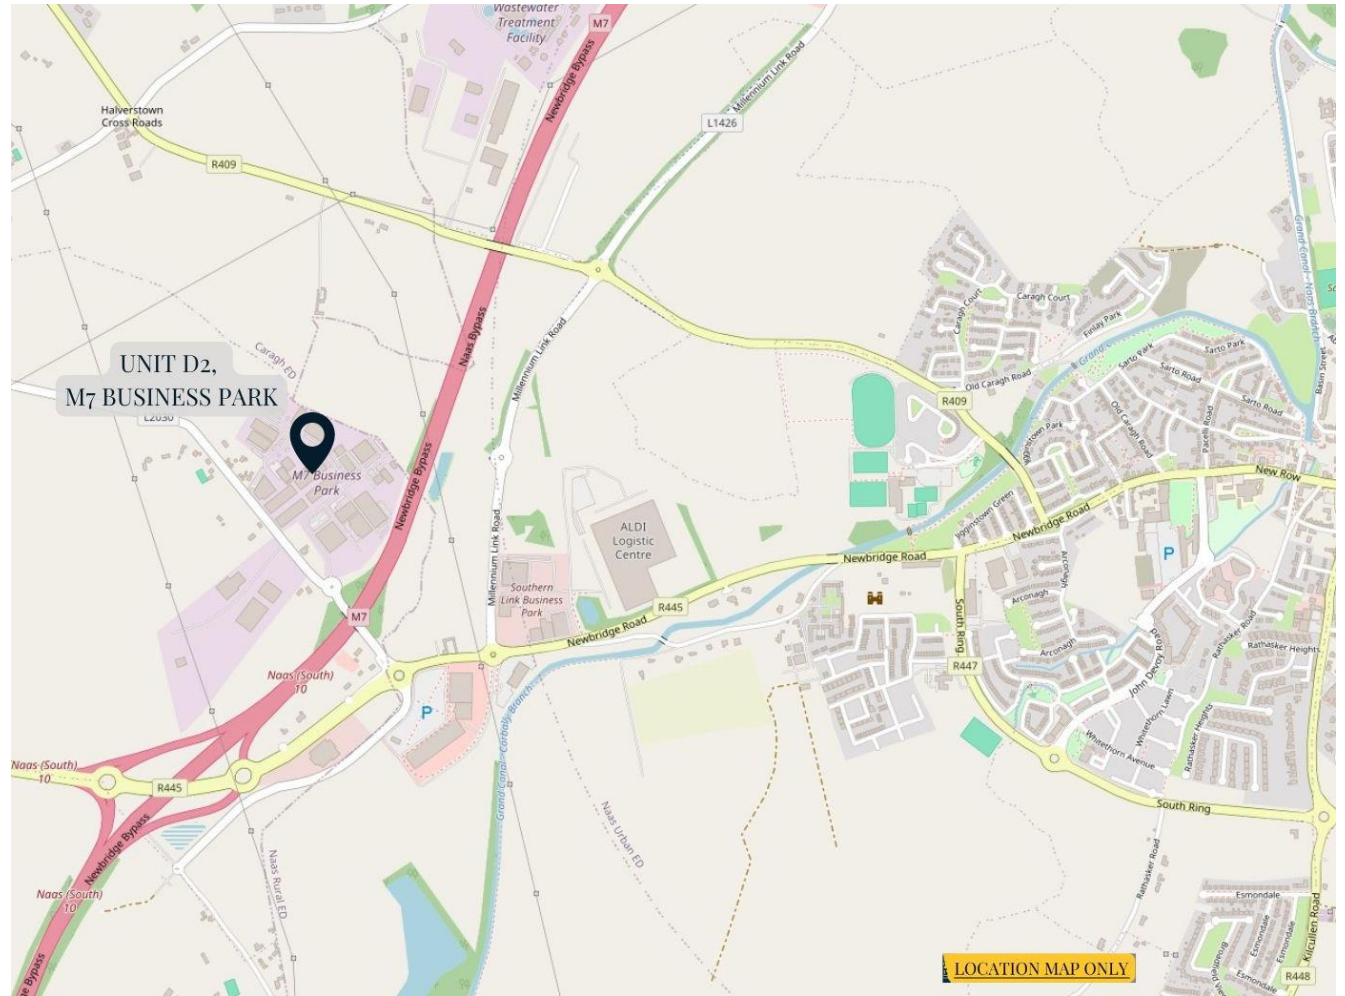 Wastewater
Treatment
Facility
M7
Newbridge Bypass
Millennium Link Road
L1426
Halverstown
Cross Roads
R409
Grand Canal - Naas Branch
Caragh Court
Caragh Court
Finlay Park
Naas Bypass
Millennium Link Road
Caragh ED
UNIT D2,
M7 BUSINESS PARK
L2030
Sarto Park
Sarto Park
Sarto Road
Sarto Road
Old Caragh Road
R409
Old Caragh Road
Pacelli Road
Basin Street
New Row
M7 Business
Park
Newbridge Bypass
Jigginstown Green
Newbridge Road
ALDI
Logistic
Centre
Millennium Link Road
Newbridge Road
P
Southern
Link Business
Park
R445
Newbridge Road
M7
Arconagh
Arconagh
Arconagh
South Ring
R447
Rathasker Road
Rathasker Heights
John Devoy Road
Whitethorn Lawn
Rathasker Heights
Whitethorn Avenue
Naas (South)
10
P
Grand Canal - Corbally Branch
Naas (South)
10
R445
Newbridge Bypass
South Ring
Naas Urban ED
Naas Rural ED
Naas (South)
10
Rathasker Road
Esmondale
Esmondale
Esmondale
Esmondale
Kilcullen Road
R448
LOCATION MAP ONLY